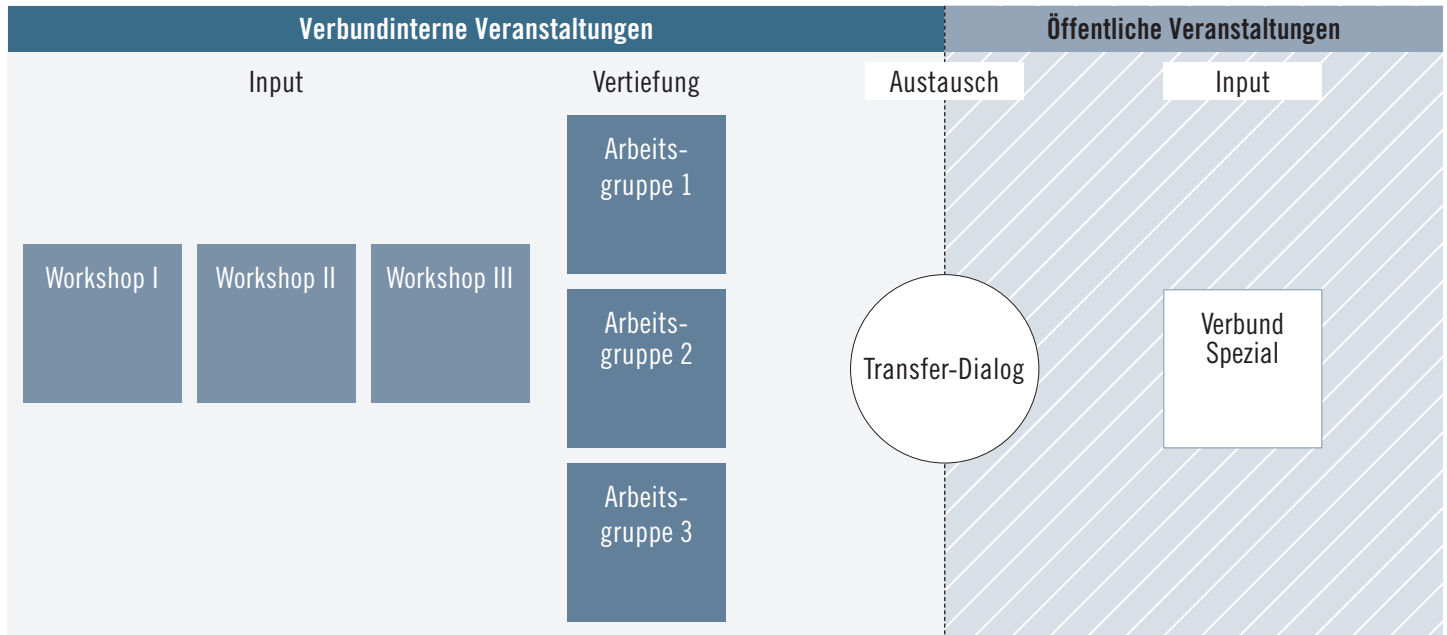 Verbundinterne Veranstaltungen
Öffentliche Veranstaltungen
Input
Vertiefung
Austausch
Input
Workshop I
Workshop II
Workshop III
Arbeits-
gruppe 1
Arbeits-
gruppe 2
Arbeits-
gruppe 3
Transfer-Dialog
Verbund
Spezial